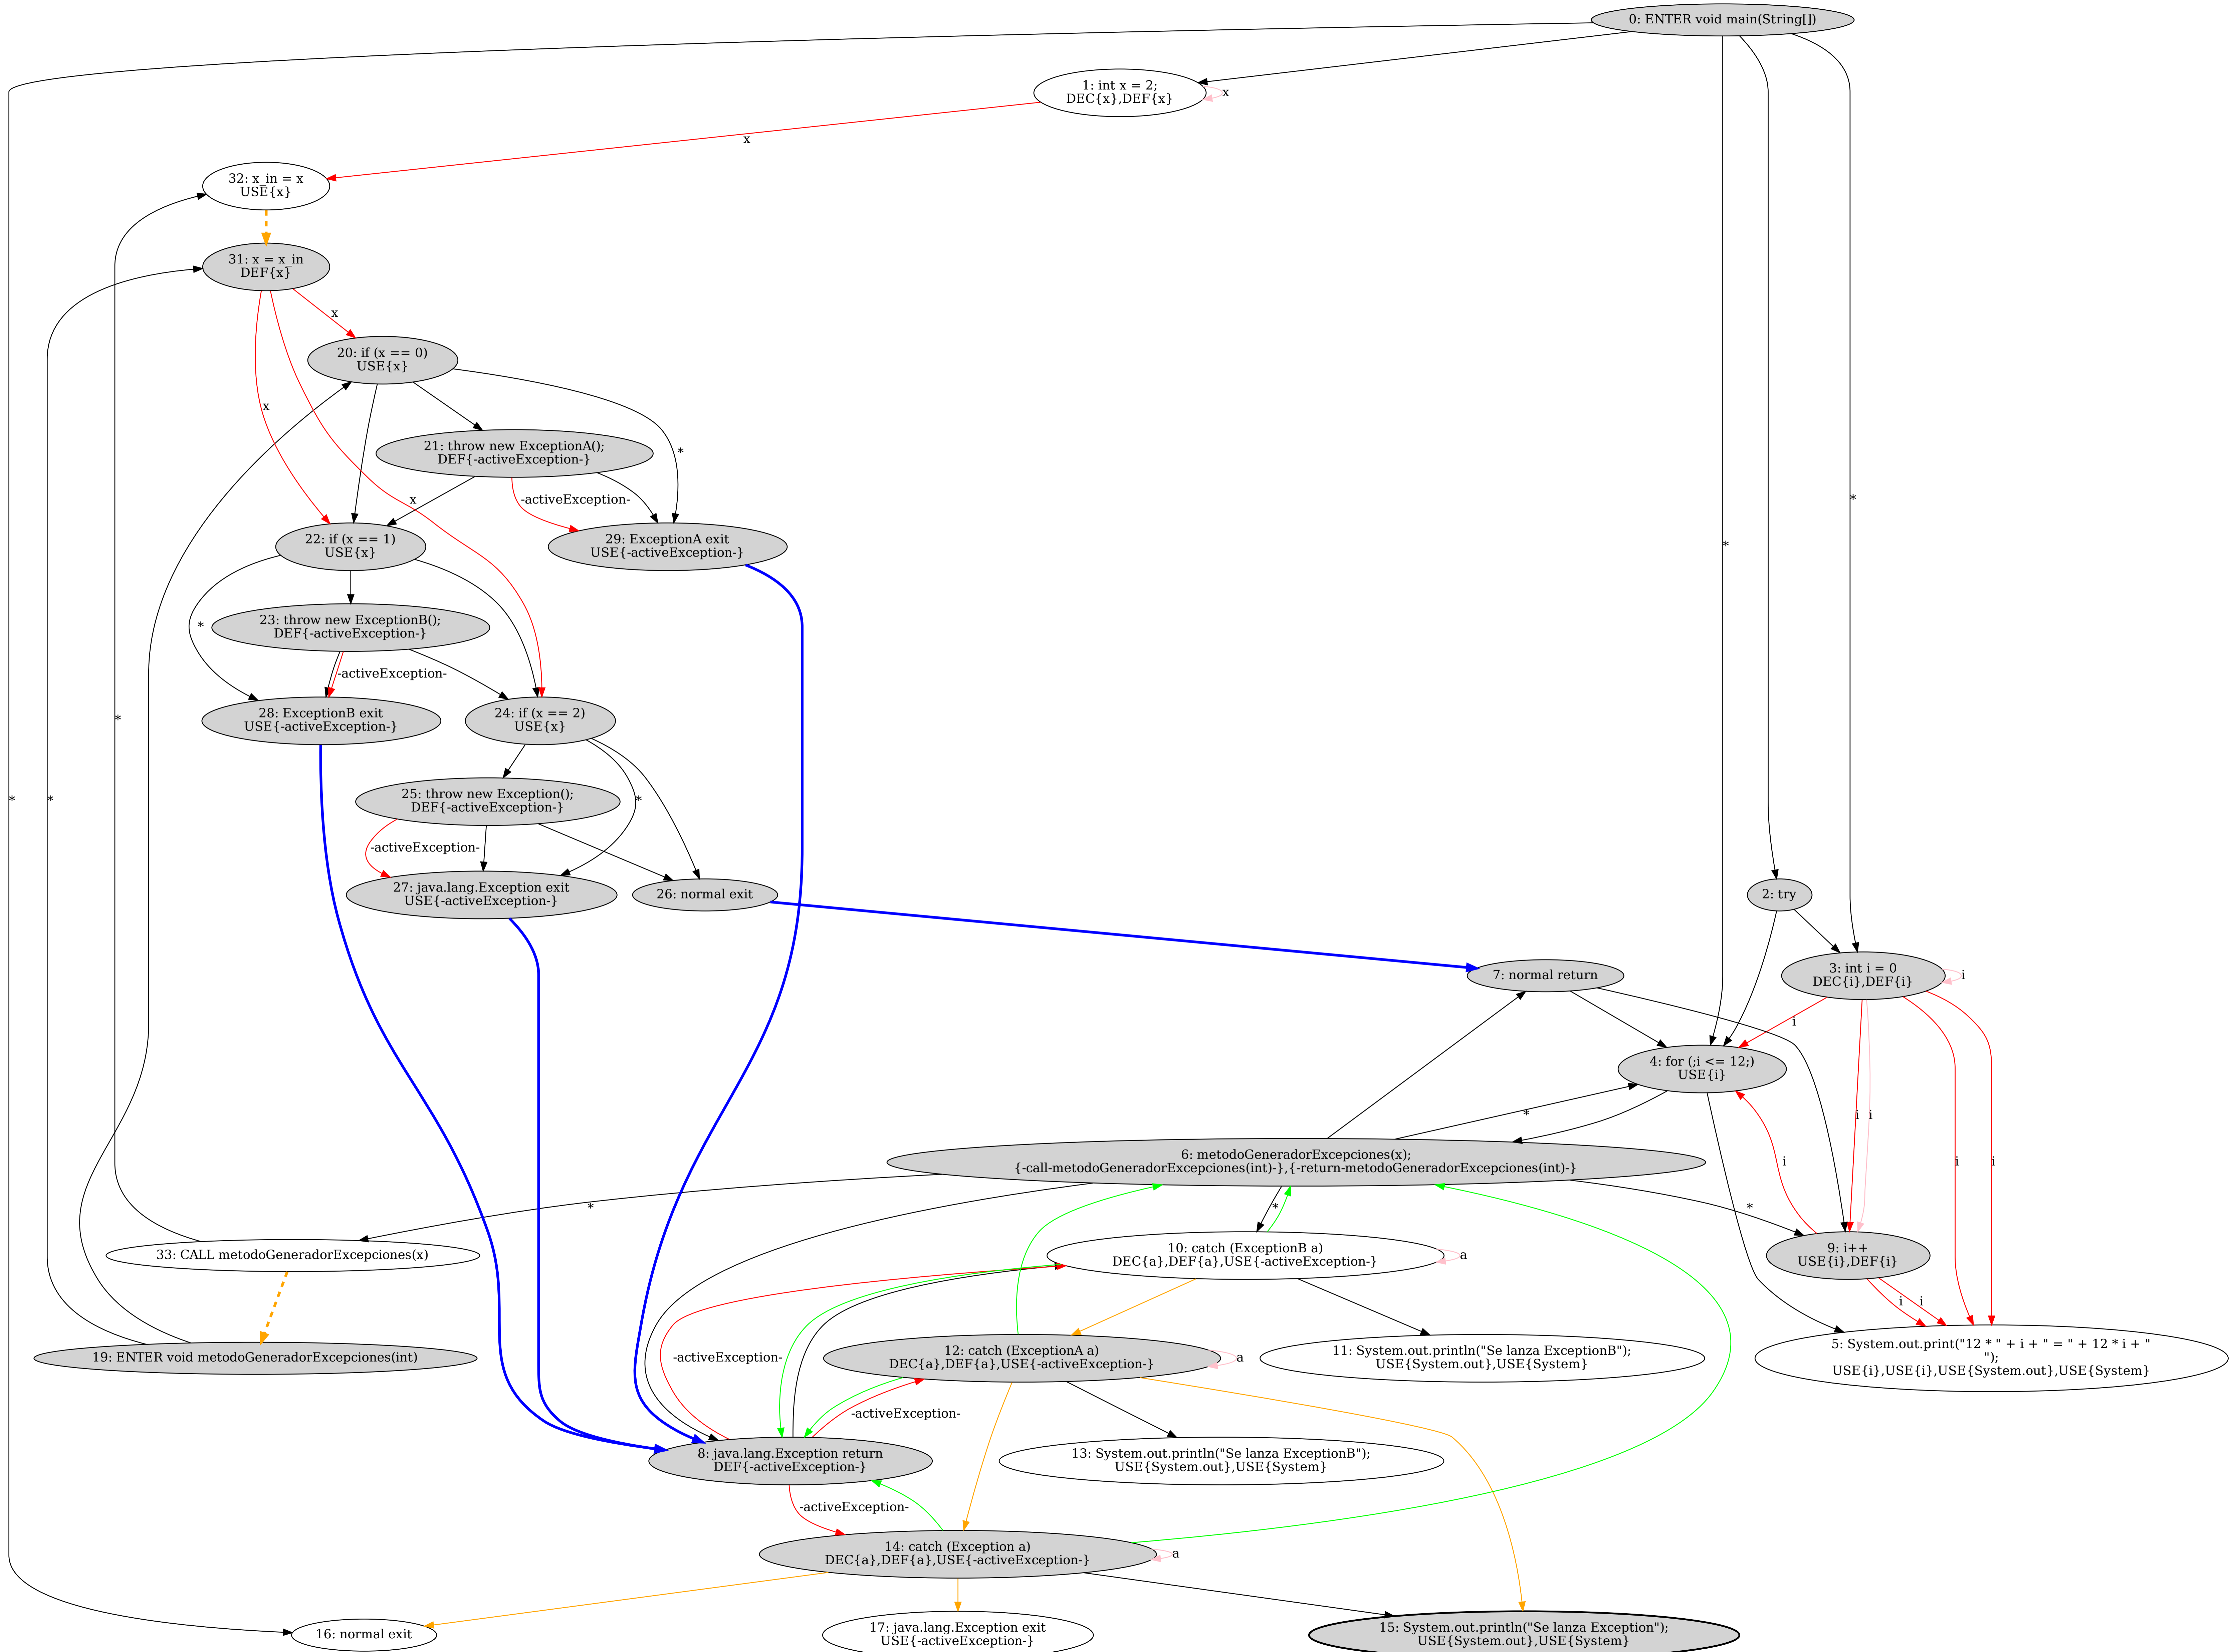 0: ENTER void main(String[])
1: int x = 2;
DEC{x},DEF{x}
x
x
32: x_in = x
USE{x}
31: x = x_in
DEF{x}
x
20: if (x == 0)
USE{x}
x
21: throw new ExceptionA();
DEF{-activeException-}
*
x
-activeException-
*
22: if (x == 1)
USE{x}
29: ExceptionA exit
USE{-activeException-}
*
23: throw new ExceptionB();
DEF{-activeException-}
*
-activeException-
28: ExceptionB exit
USE{-activeException-}
24: if (x == 2)
USE{x}
*
25: throw new Exception();
DEF{-activeException-}
*
*
*
-activeException-
27: java.lang.Exception exit
USE{-activeException-}
26: normal exit
2: try
7: normal return
3: int i = 0
DEC{i},DEF{i}
i
i
4: for (;i <= 12;)
USE{i}
*
i
i
6: metodoGeneradorExcepciones(x);
{-call-metodoGeneradorExcepciones(int)-},{-return-metodoGeneradorExcepciones(int)-}
i
i
i
*
*
*
33: CALL metodoGeneradorExcepciones(x)
10: catch (ExceptionB a)
DEC{a},DEF{a},USE{-activeException-}
a
9: i++
USE{i},DEF{i}
i
i
19: ENTER void metodoGeneradorExcepciones(int)
-activeException-
12: catch (ExceptionA a)
DEC{a},DEF{a},USE{-activeException-}
a
11: System.out.println("Se lanza ExceptionB");
USE{System.out},USE{System}
5: System.out.print("12 * " + i + " = " + 12 * i + "
");
USE{i},USE{i},USE{System.out},USE{System}
-activeException-
8: java.lang.Exception return
DEF{-activeException-}
13: System.out.println("Se lanza ExceptionB");
USE{System.out},USE{System}
-activeException-
14: catch (Exception a)
DEC{a},DEF{a},USE{-activeException-}
a
16: normal exit
17: java.lang.Exception exit
USE{-activeException-}
15: System.out.println("Se lanza Exception");
USE{System.out},USE{System}